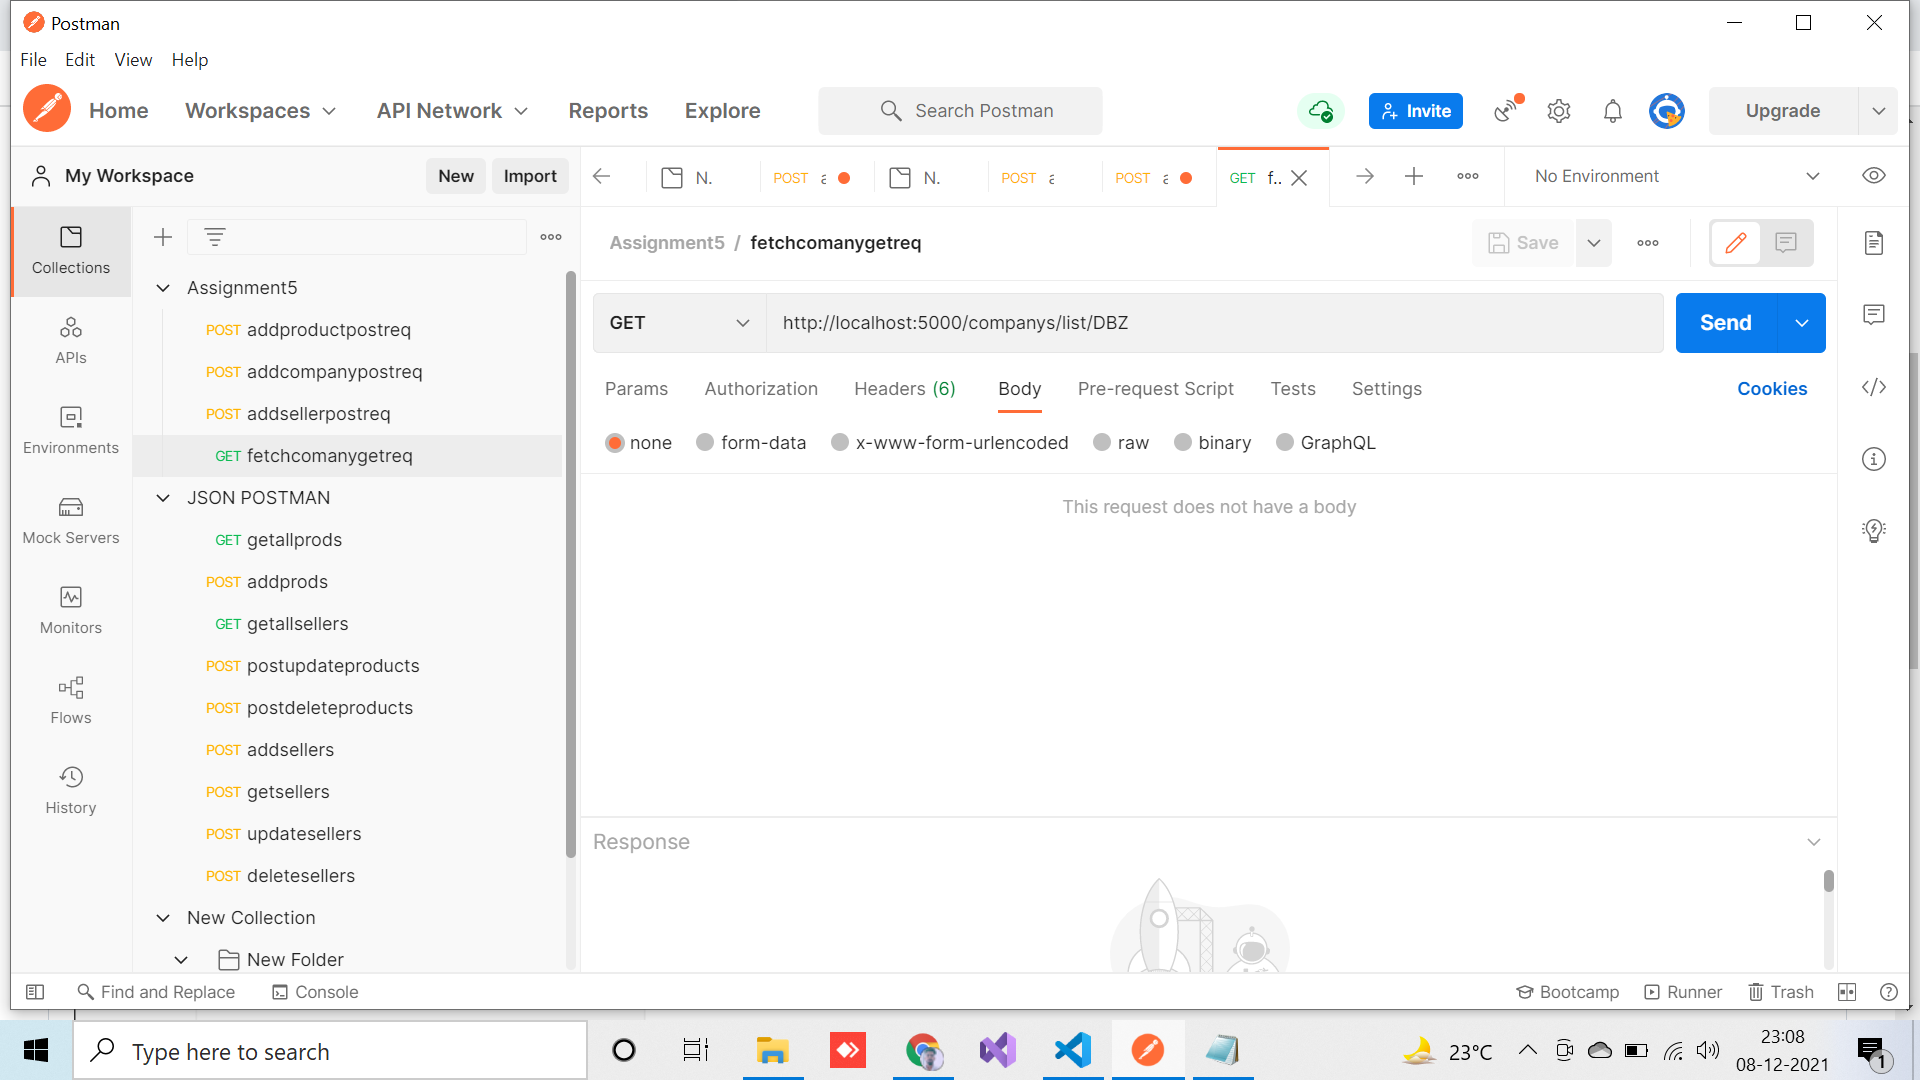 Postman
File Edit View Help
Home Workspaces API Network Reports Explore Search Postman Invite Upgrade
My Workspace New Import N. POST N. POST POST GET f.. No Environment
Collections
APIs
Environments
Mock Servers
Monitors
Flows
History
Assignment5
POST addproductpostreq
POST addcompanypostreq
POST addsellerpostreq
GET fetchcomanygetreq
JSON POSTMAN
GET getallprods
POST addprods
GET getallsellers
POST postupdateproducts
POST postdeleteproducts
POST addsellers
POST getsellers
POST updatesellers
POST deletesellers
New Collection
New Folder
Assignment5 / fetchcomanygetreq Save
GET http://localhost:5000/companys/list/DBZ Send
Params Authorization Headers (6) Body Pre-request Script Tests Settings Cookies
none form-data x-www-form-urlencoded raw binary GraphQL
This request does not have a body
Response
Find and Replace Console Bootcamp Runner Trash
Type here to search 23°C 23:08
08-12-2021
1